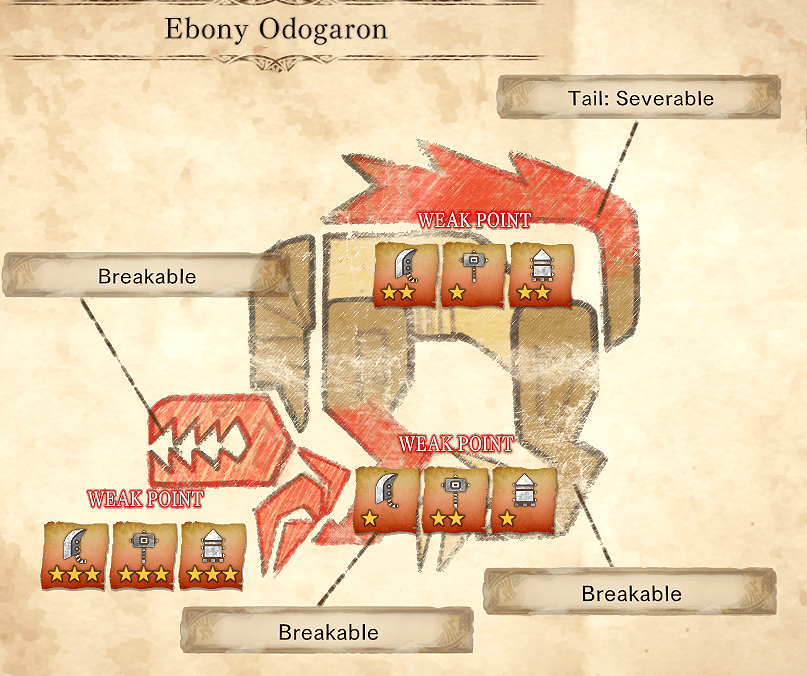 Ebony Odogaron
Tail: Severable
WEAK POINT
Breakable
WEAK POINT
WEAK POINT
Breakable
Breakable